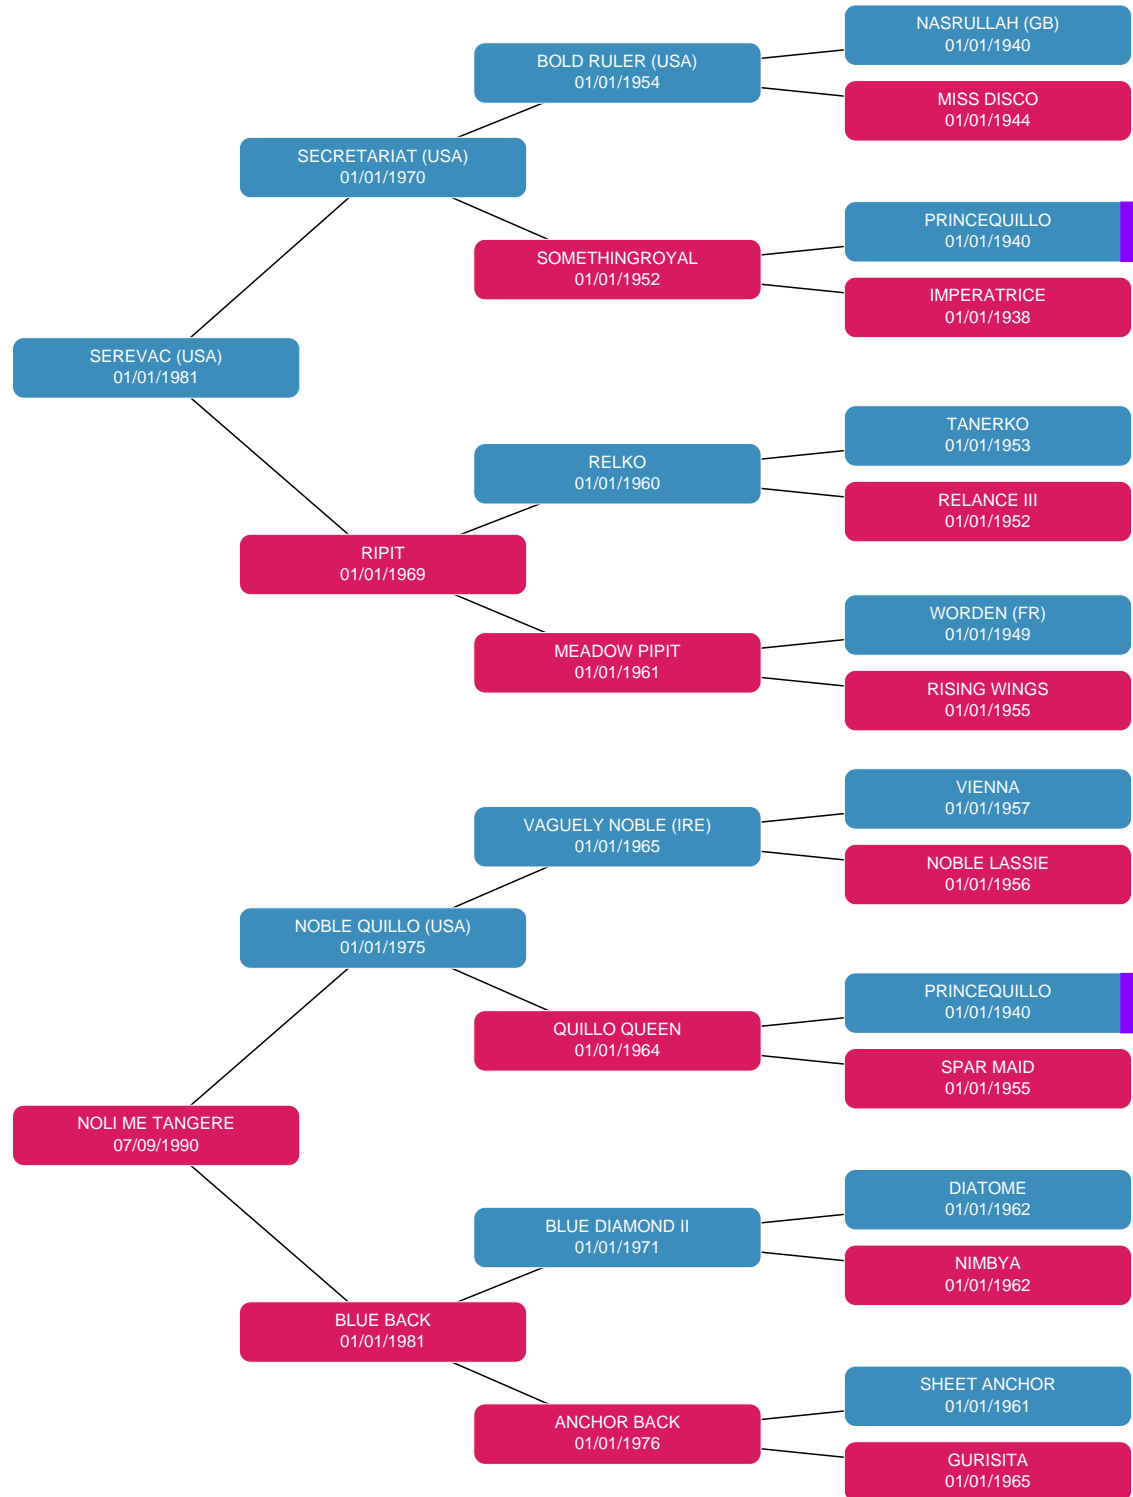 NASRULLAH (GB)
01/01/1940
BOLD RULER (USA)
01/01/1954
MISS DISCO
01/01/1944
SECRETARIAT (USA)
01/01/1970
PRINCEQUILLO
01/01/1940
SOMETHINGROYAL
01/01/1952
IMPERATRICE
01/01/1938
SEREVAC (USA)
01/01/1981
TANERKO
01/01/1953
RELKO
01/01/1960
RELANCE III
01/01/1952
RIPIT
01/01/1969
WORDEN (FR)
01/01/1949
MEADOW PIPIT
01/01/1961
RISING WINGS
01/01/1955
VIENNA
01/01/1957
VAGUELY NOBLE (IRE)
01/01/1965
NOBLE LASSIE
01/01/1956
NOBLE QUILLO (USA)
01/01/1975
PRINCEQUILLO
01/01/1940
QUILLO QUEEN
01/01/1964
SPAR MAID
01/01/1955
NOLI ME TANGERE
07/09/1990
DIATOME
01/01/1962
BLUE DIAMOND II
01/01/1971
NIMBYA
01/01/1962
BLUE BACK
01/01/1981
SHEET ANCHOR
01/01/1961
ANCHOR BACK
01/01/1976
GURISITA
01/01/1965